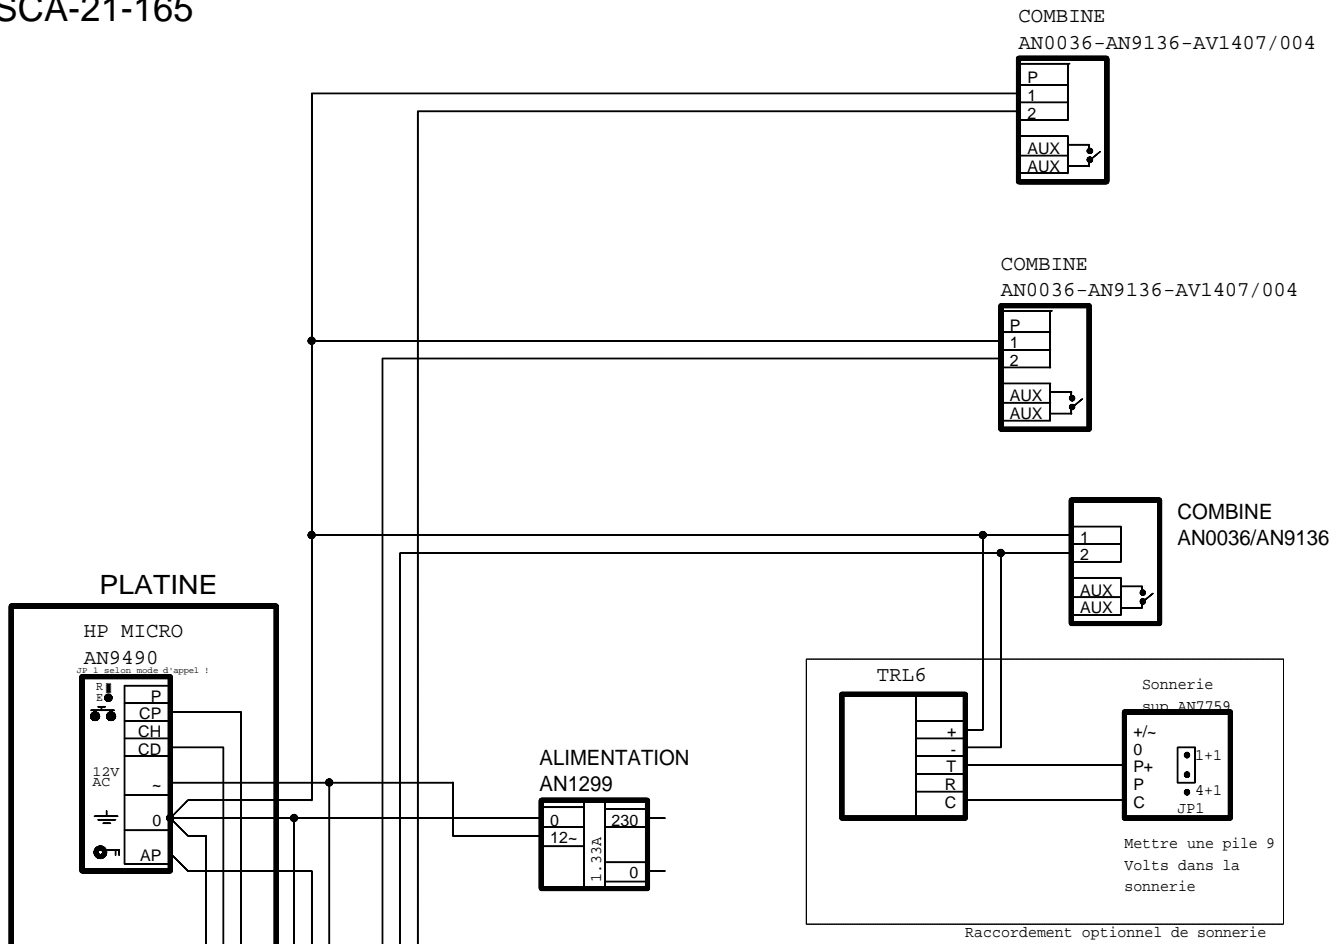 SCA-21-165
COMBINE
AN0036-AN9136-AV1407/004
P
1
2
AUX
AUX
COMBINE
AN0036-AN9136-AV1407/004
P
1
2
AUX
AUX
COMBINE
AN0036/AN9136
1
2
AUX
AUX
PLATINE
HP MICRO
AN9490
JP 1 selon mode d'appel !
R
E
P
CP
CH
CD
12V
AC
~
0
AP
ALIMENTATION
AN1299
0
12~
1.33A
230
0
TRL6
+
-
T
R
C
Sonnerie
sup AN7759
+/~
0
P+
P
C
1+1
4+1
JP1
Mettre une pile 9
Volts dans la
sonnerie
Raccordement optionnel de sonnerie